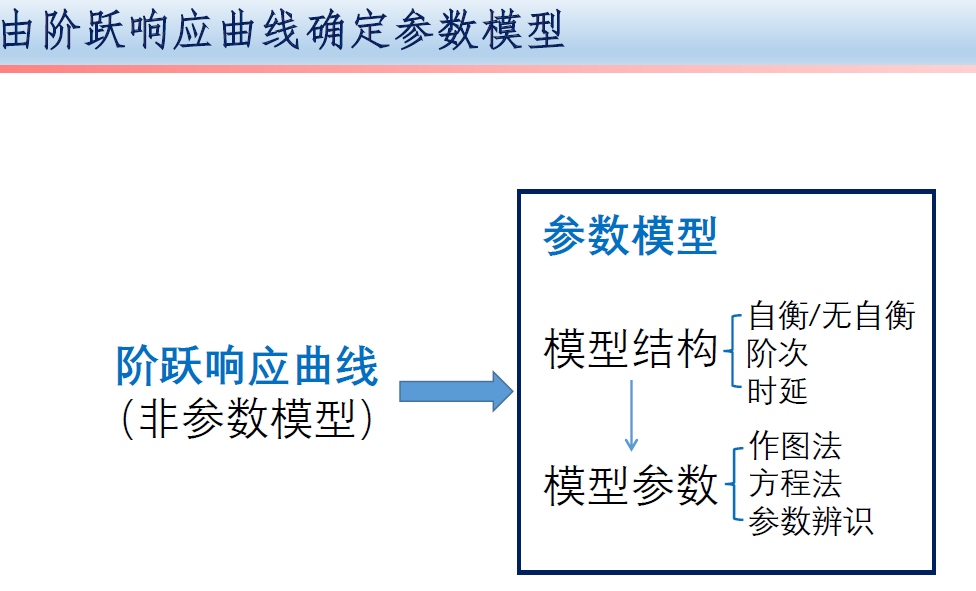 由阶跃响应曲线确定参数模型
阶跃响应曲线
（非参数模型）
参数模型
模型结构
自衡/无自衡
阶次
时延
模型参数
作图法
方程法
参数辨识